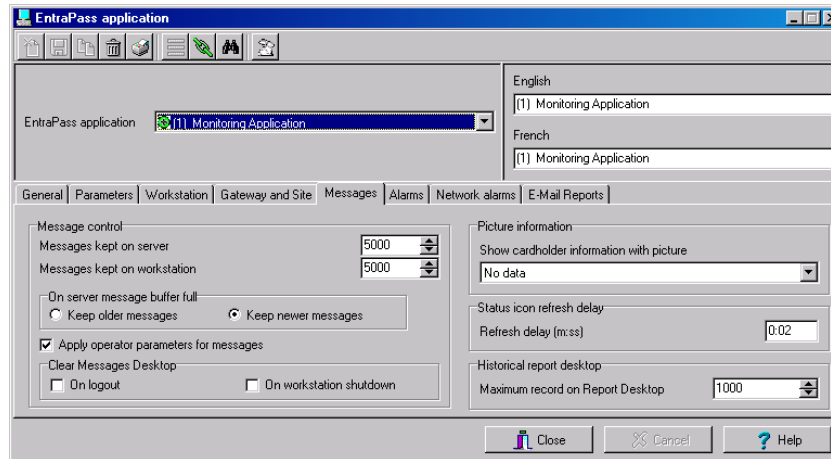 EntraPass application
English
(1) Monitoring Application
EntraPass application
(1) Monitoring Application
French
(1) Monitoring Application
General
Parameters
Workstation
Gateway and Site
Messages
Alarms
Network alarms
E-Mail Reports
Message control
Messages kept on server
5000
Messages kept on workstation
5000
On server message buffer full
Keep older messages
Keep newer messages
Apply operator parameters for messages
Clear Messages Desktop
On logout
On workstation shutdown
Picture information
Show cardholder information with picture
No data
Status icon refresh delay
Refresh delay (m:ss)
0:02
Historical report desktop
Maximum record on Report Desktop
1000
Close
Cancel
Help